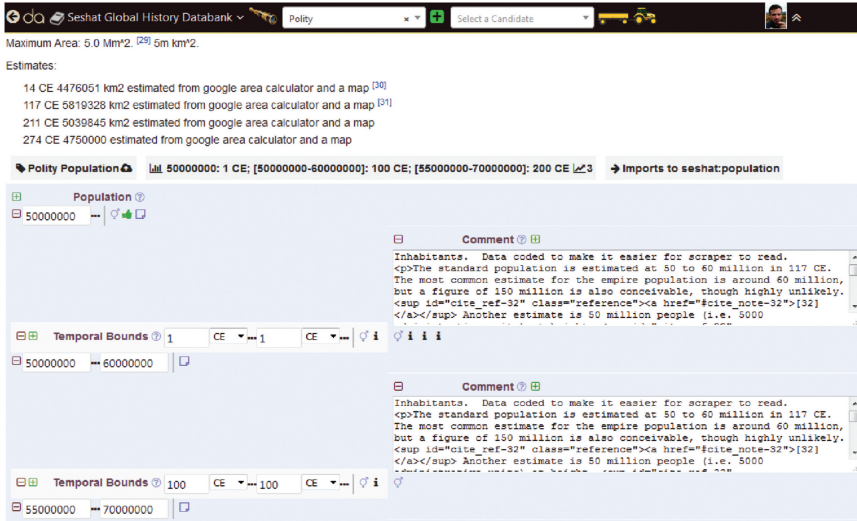 da Seshat Global History Databank Polity × Select a Candidate
Maximum Area: 5.0 Mm^2. [29] 5m km^2.
Estimates:
14 CE 4476051 km2 estimated from google area calculator and a map [30]
117 CE 5819328 km2 estimated from google area calculator and a map [31]
211 CE 5039845 km2 estimated from google area calculator and a map
274 CE 4750000 estimated from google area calculator and a map
Polity Population 50000000: 1 CE; [50000000-60000000]: 100 CE; [55000000-70000000]: 200 CE 3 Imports to seshat:population
Population ?
50000000
Comment ?
Inhabitants. Data coded to make it easier for scraper to read.
<p>The standard population is estimated at 50 to 60 million in 117 CE.
The most common estimate for the empire population is around 60 million,
but a figure of 150 million is also conceivable, though highly unlikely.
<sup id="cite_ref-32" class="reference"><a href="#cite_note-32">[32]
</a></sup> Another estimate is 50 million people (i.e. 5000
Temporal Bounds ? 1 CE 1 CE i i i i
50000000 60000000
Comment ?
Inhabitants. Data coded to make it easier for scraper to read.
<p>The standard population is estimated at 50 to 60 million in 117 CE.
The most common estimate for the empire population is around 60 million,
but a figure of 150 million is also conceivable, though highly unlikely.
<sup id="cite_ref-32" class="reference"><a href="#cite_note-32">[32]
</a></sup> Another estimate is 50 million people (i.e. 5000
Temporal Bounds ? 100 CE 100 CE i
55000000 70000000